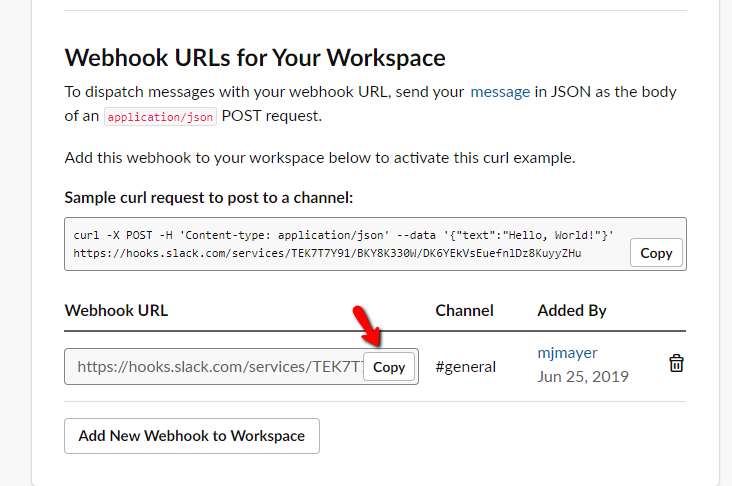 Webhook URLs for Your Workspace
To dispatch messages with your webhook URL, send your message in JSON as the body
of an application/json POST request.
Add this webhook to your workspace below to activate this curl example.
Sample curl request to post to a channel:
curl -X POST -H 'Content-type: application/json' --data '{"text":"Hello, World!"}'
https://hooks.slack.com/services/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
Copy
Webhook URL Channel Added By
https://hooks.slack.com/services/TEK7T7 Copy #general mjmayer
Jun 25, 2019
Add New Webhook to Workspace